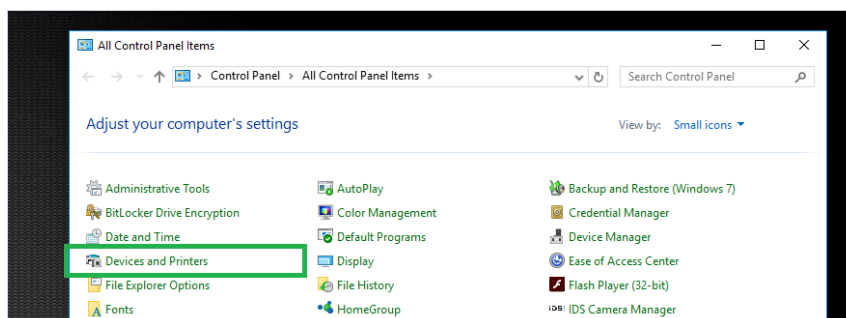 All Control Panel Items
Control Panel > All Control Panel Items >
Search Control Panel
Adjust your computer's settings
View by: Small icons
Administrative Tools
AutoPlay
Backup and Restore (Windows 7)
BitLocker Drive Encryption
Color Management
Credential Manager
Date and Time
Default Programs
Device Manager
Devices and Printers
Display
Ease of Access Center
File Explorer Options
File History
Flash Player (32-bit)
Fonts
HomeGroup
IDS Camera Manager